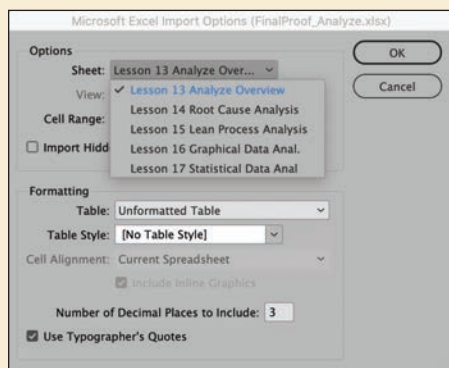 Microsoft Excel Import Options (FinalProof_Analyze.xlsx)
Options
Sheet: Lesson 13 Analyze Over...
View: ✓ Lesson 13 Analyze Overview
Lesson 14 Root Cause Analysis
Cell Range: Lesson 15 Lean Process Analysis
Import Hidd Lesson 16 Graphical Data Anal.
Lesson 17 Statistical Data Anal
OK
Cancel
Formatting
Table: Unformatted Table
Table Style: [No Table Style]
Cell Alignment: Current Spreadsheet
Include Inline Graphics
Number of Decimal Places to Include: 3
Use Typographer's Quotes